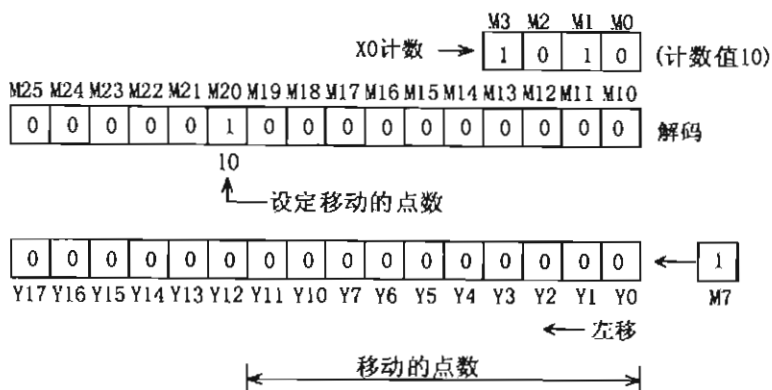 M3 M2 M1 M0
X0计数 1 0 1 0 (计数值10)
M25 M24 M23 M22 M21 M20 M19 M18 M17 M16 M15 M14 M13 M12 M11 M10
0 0 0 0 0 1 0 0 0 0 0 0 0 0 0 0 解码
10
设定移动的点数
0 0 0 0 0 0 0 0 0 0 0 0 0 0 0 0 1
Y17 Y16 Y15 Y14 Y13 Y12 Y11 Y10 Y7 Y6 Y5 Y4 Y3 Y2 Y1 Y0 M7
左移
移动的点数